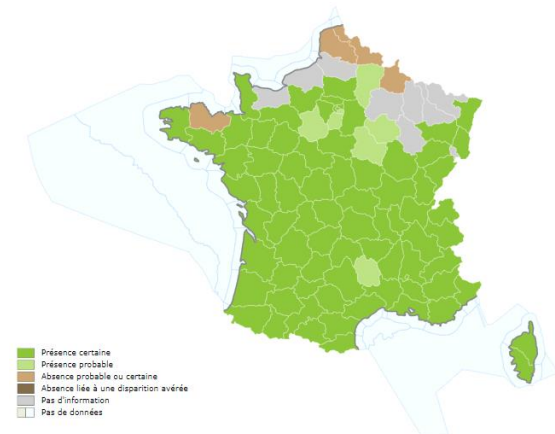 Présence certaine
Présence probable
Absence probable ou certaine
Absence liée à une disparition avérée
Pas d'information
Pas de données